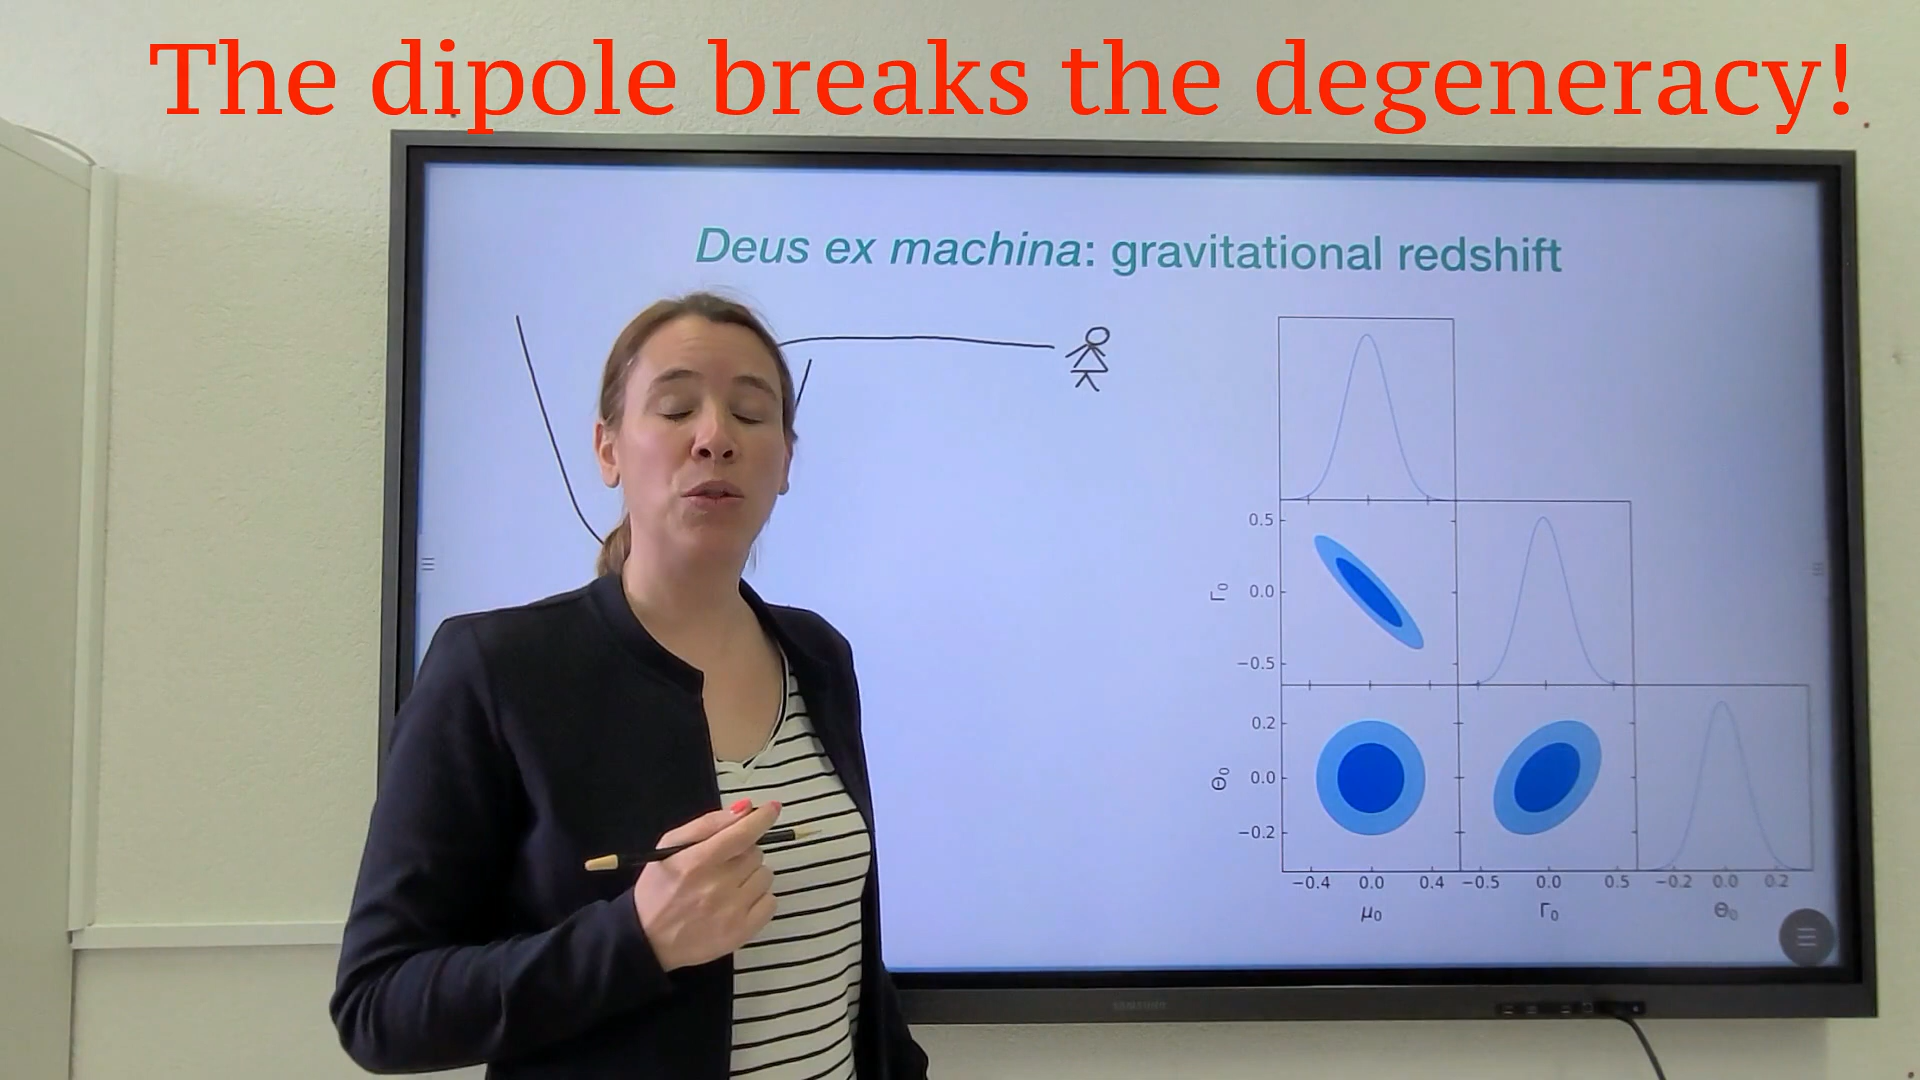 The dipole breaks the degeneracy!
Deus ex machina: gravitational redshift
0.5
Γ₀ 0.0
−0.5
0.2
Θ₀ 0.0
−0.2
−0.4 0.0 0.4 −0.5 0.0 0.5 −0.2 0.0 0.2
μ₀ Γ₀ Θ₀
SAMSUNG